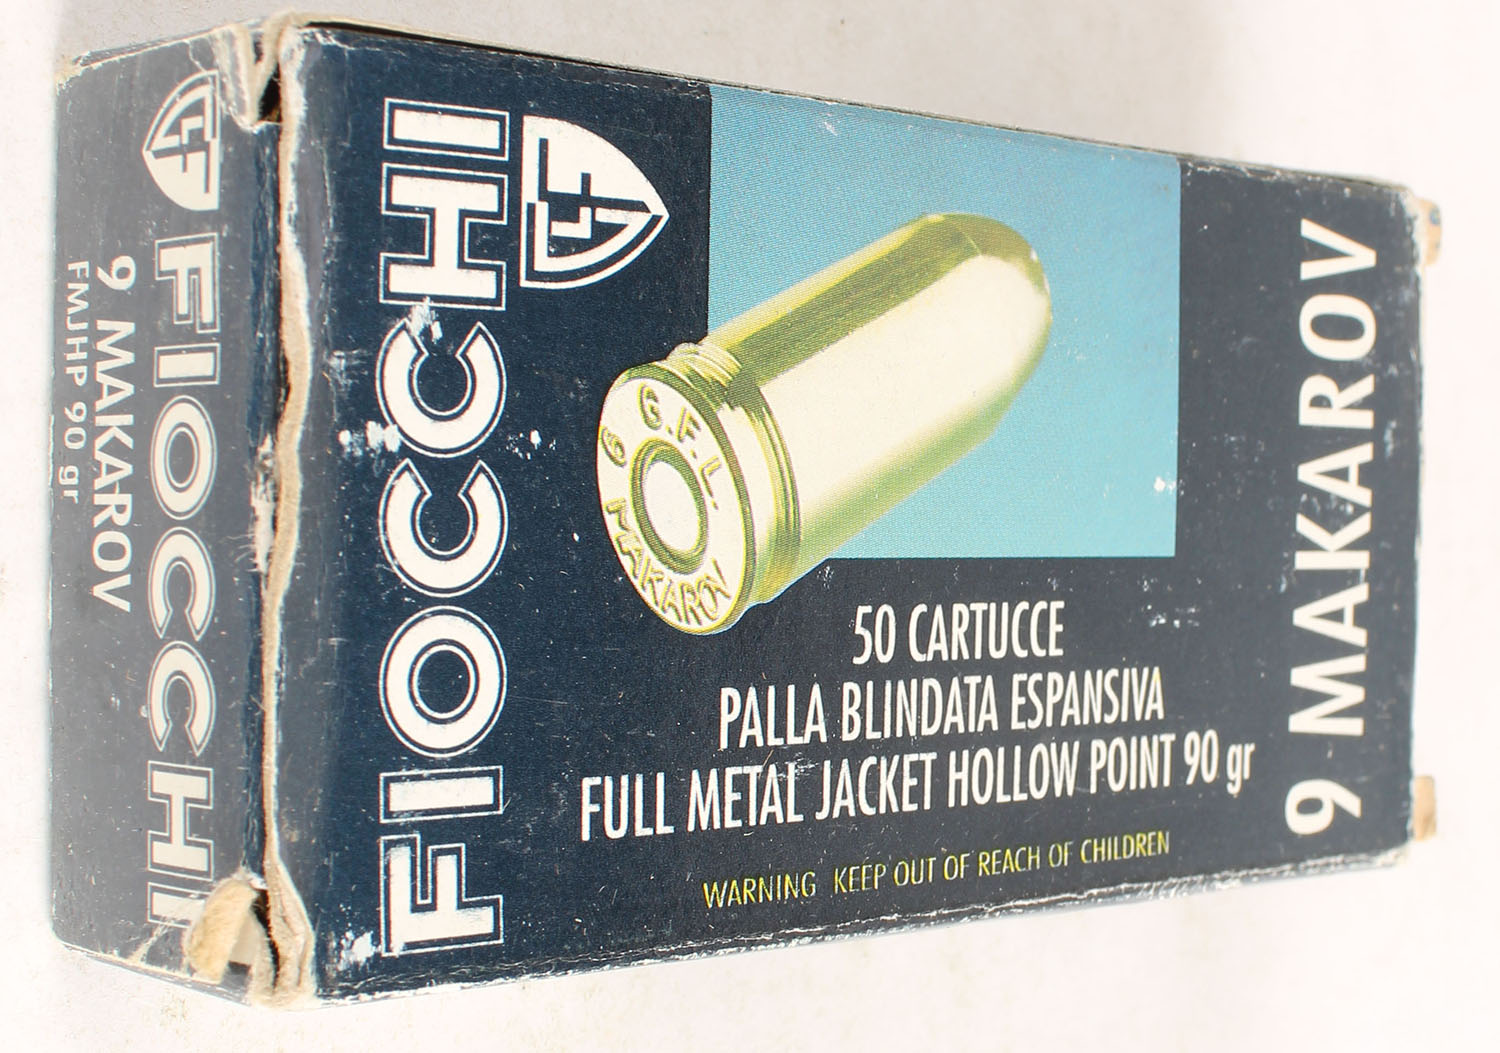 FIOCCHI
9 MAKAROV
FMJHP 90 gr
FIOCCHI
G.F.L.
9 MAKAROV
50 CARTUCCE
PALLA BLINDATA ESPANSIVA
FULL METAL JACKET HOLLOW POINT 90 gr
WARNING KEEP OUT OF REACH OF CHILDREN
9 MAKAROV